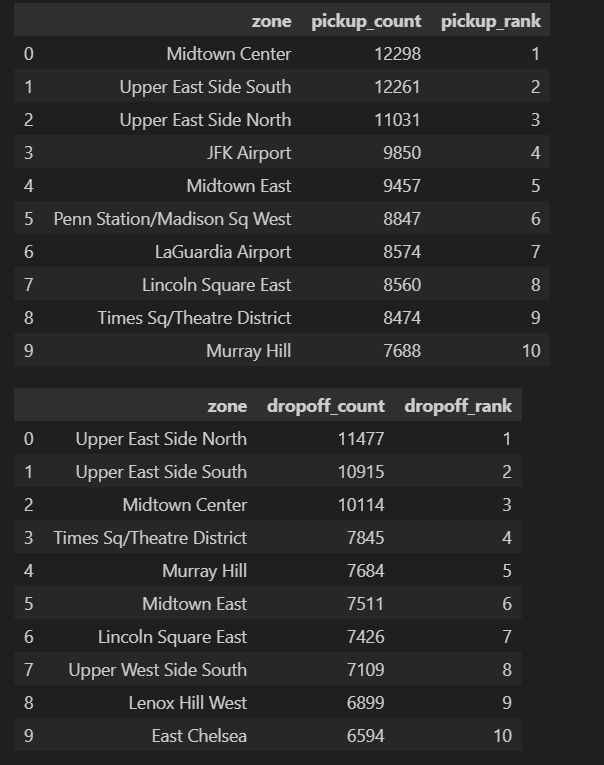 zone pickup_count pickup_rank
0 Midtown Center 12298 1
1 Upper East Side South 12261 2
2 Upper East Side North 11031 3
3 JFK Airport 9850 4
4 Midtown East 9457 5
5 Penn Station/Madison Sq West 8847 6
6 LaGuardia Airport 8574 7
7 Lincoln Square East 8560 8
8 Times Sq/Theatre District 8474 9
9 Murray Hill 7688 10
zone dropoff_count dropoff_rank
0 Upper East Side North 11477 1
1 Upper East Side South 10915 2
2 Midtown Center 10114 3
3 Times Sq/Theatre District 7845 4
4 Murray Hill 7684 5
5 Midtown East 7511 6
6 Lincoln Square East 7426 7
7 Upper West Side South 7109 8
8 Lenox Hill West 6899 9
9 East Chelsea 6594 10